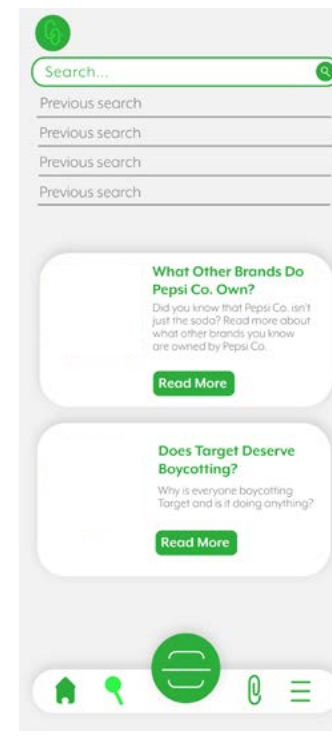 Search...
Previous search
Previous search
Previous search
Previous search
What Other Brands Do
Pepsi Co. Own?
Did you know that Pepsi Co. isn't
just the soda? Read more about
what other brands you know
are owned by Pepsi Co.
Read More
Does Target Deserve
Boycotting?
Why is everyone boycotting
Target and is it doing anything?
Read More